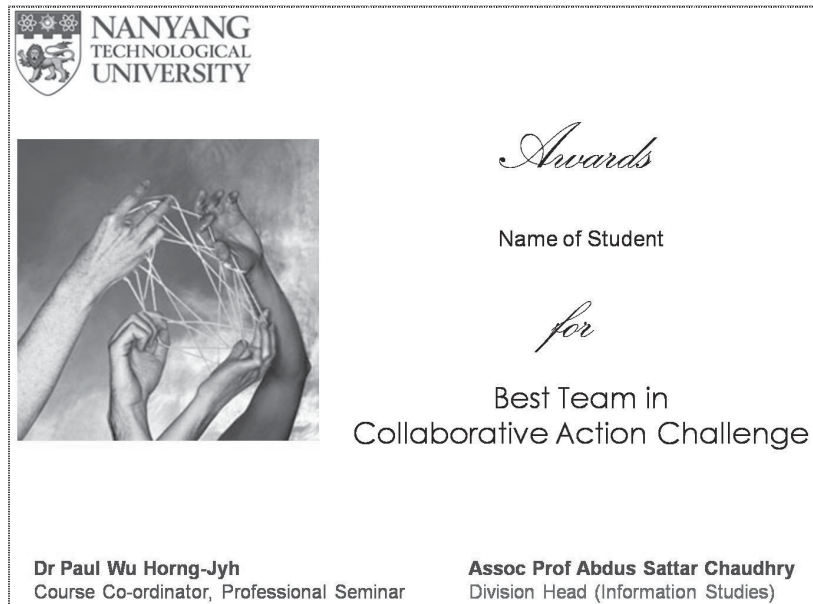 NANYANG
TECHNOLOGICAL
UNIVERSITY
Awards
Name of Student
for
Best Team in
Collaborative Action Challenge
Dr Paul Wu Horng-Jyh
Course Co-ordinator, Professional Seminar
Assoc Prof Abdus Sattar Chaudhry
Division Head (Information Studies)